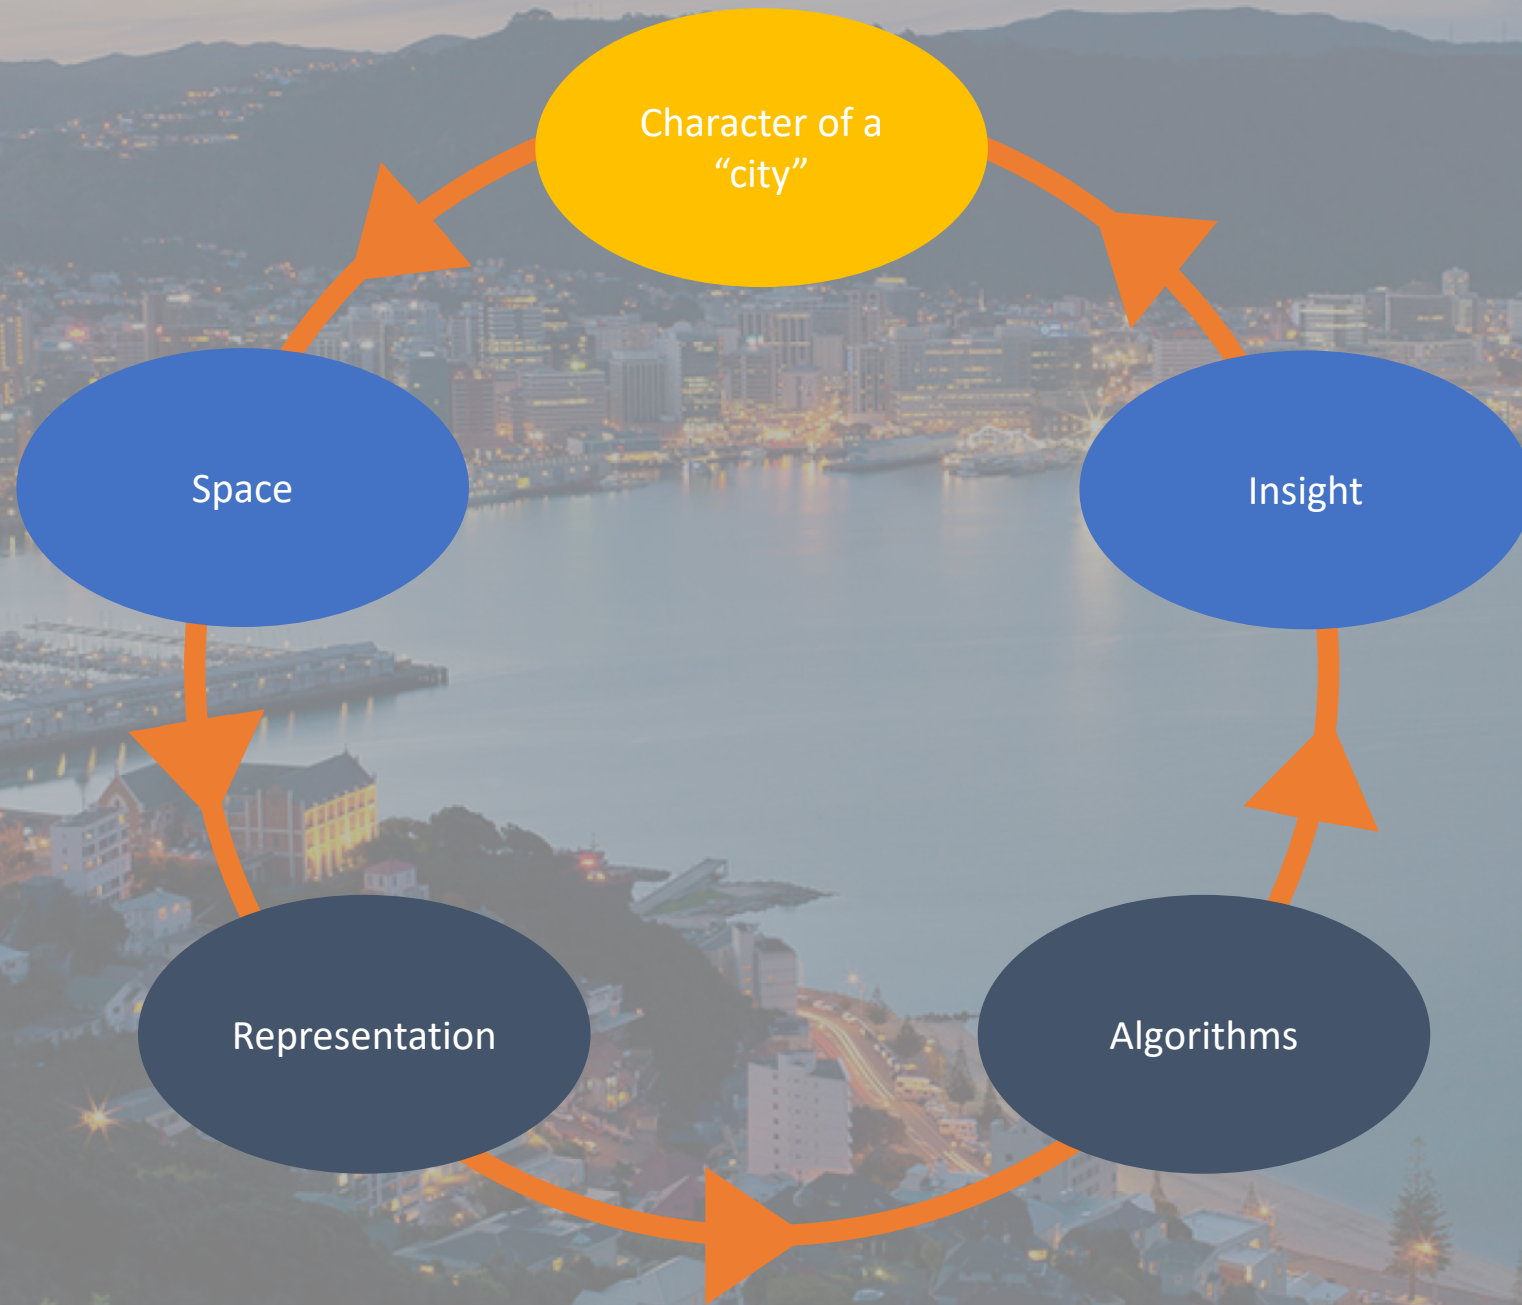 Character of a
“city”
Space
Insight
Representation
Algorithms